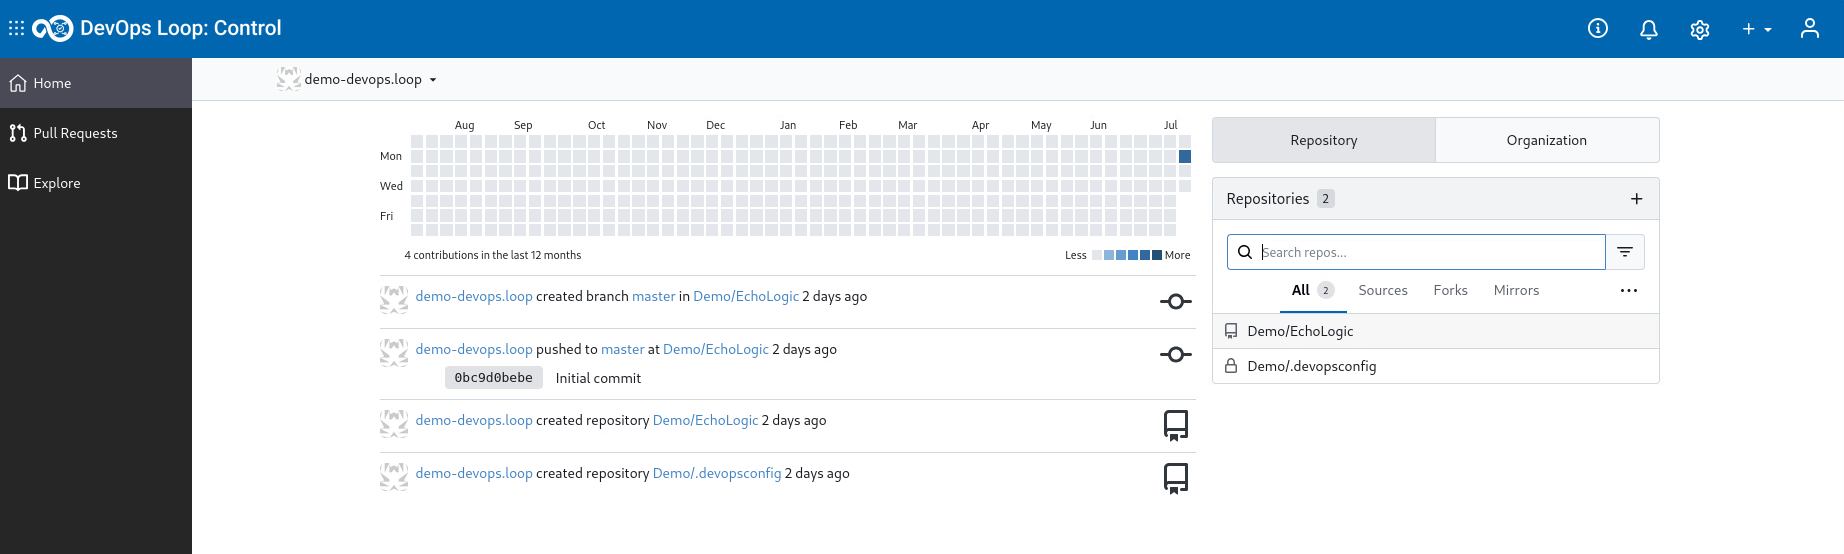 DevOps Loop: Control
Home
Pull Requests
Explore
demo-devops.loop
Aug Sep Oct Nov Dec Jan Feb Mar Apr May Jun Jul
Mon
Wed
Fri
4 contributions in the last 12 months
Less More
demo-devops.loop created branch master in Demo/EchoLogic 2 days ago
demo-devops.loop pushed to master at Demo/EchoLogic 2 days ago
0bc9d0bebe Initial commit
demo-devops.loop created repository Demo/EchoLogic 2 days ago
demo-devops.loop created repository Demo/.devopsconfig 2 days ago
Repository Organization
Repositories 2
Search repos...
All 2 Sources Forks Mirrors
Demo/EchoLogic
Demo/.devopsconfig